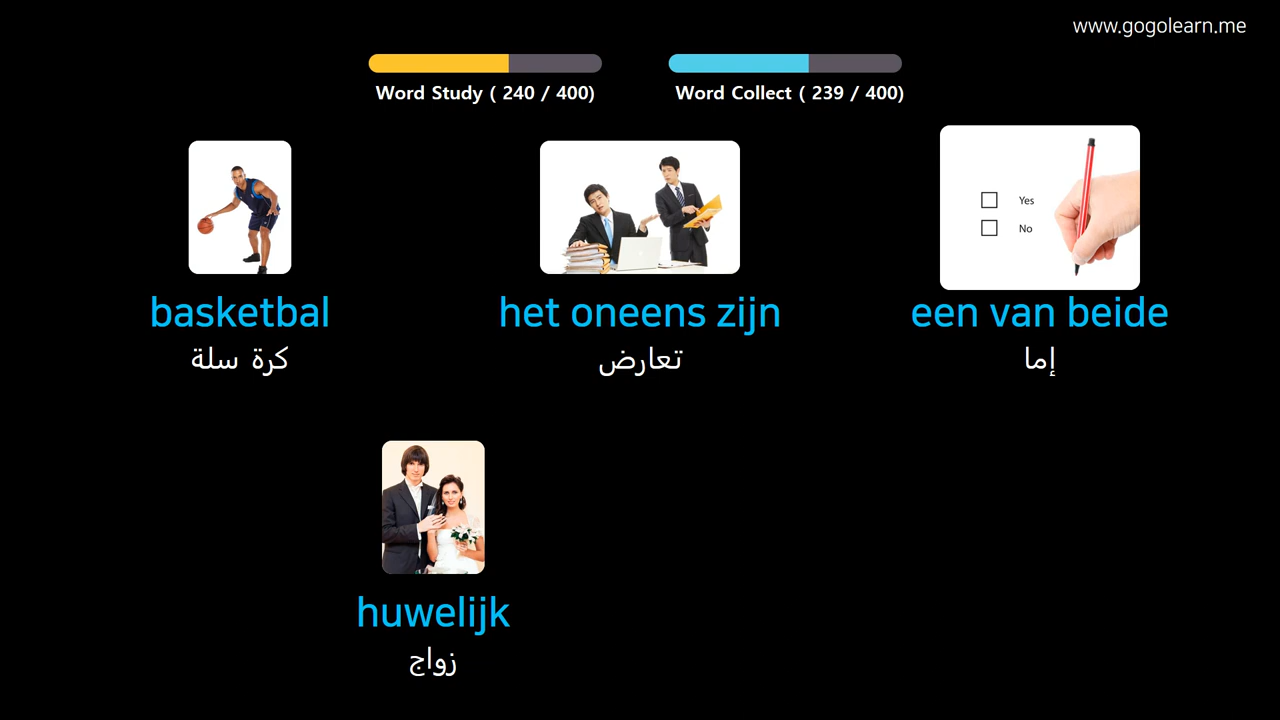 www.gogolearn.me
Word Study ( 240 / 400)
Word Collect ( 239 / 400)
Yes
No
basketbal
كرة سلة
het oneens zijn
تعارض
een van beide
إما
huwelijk
زواج